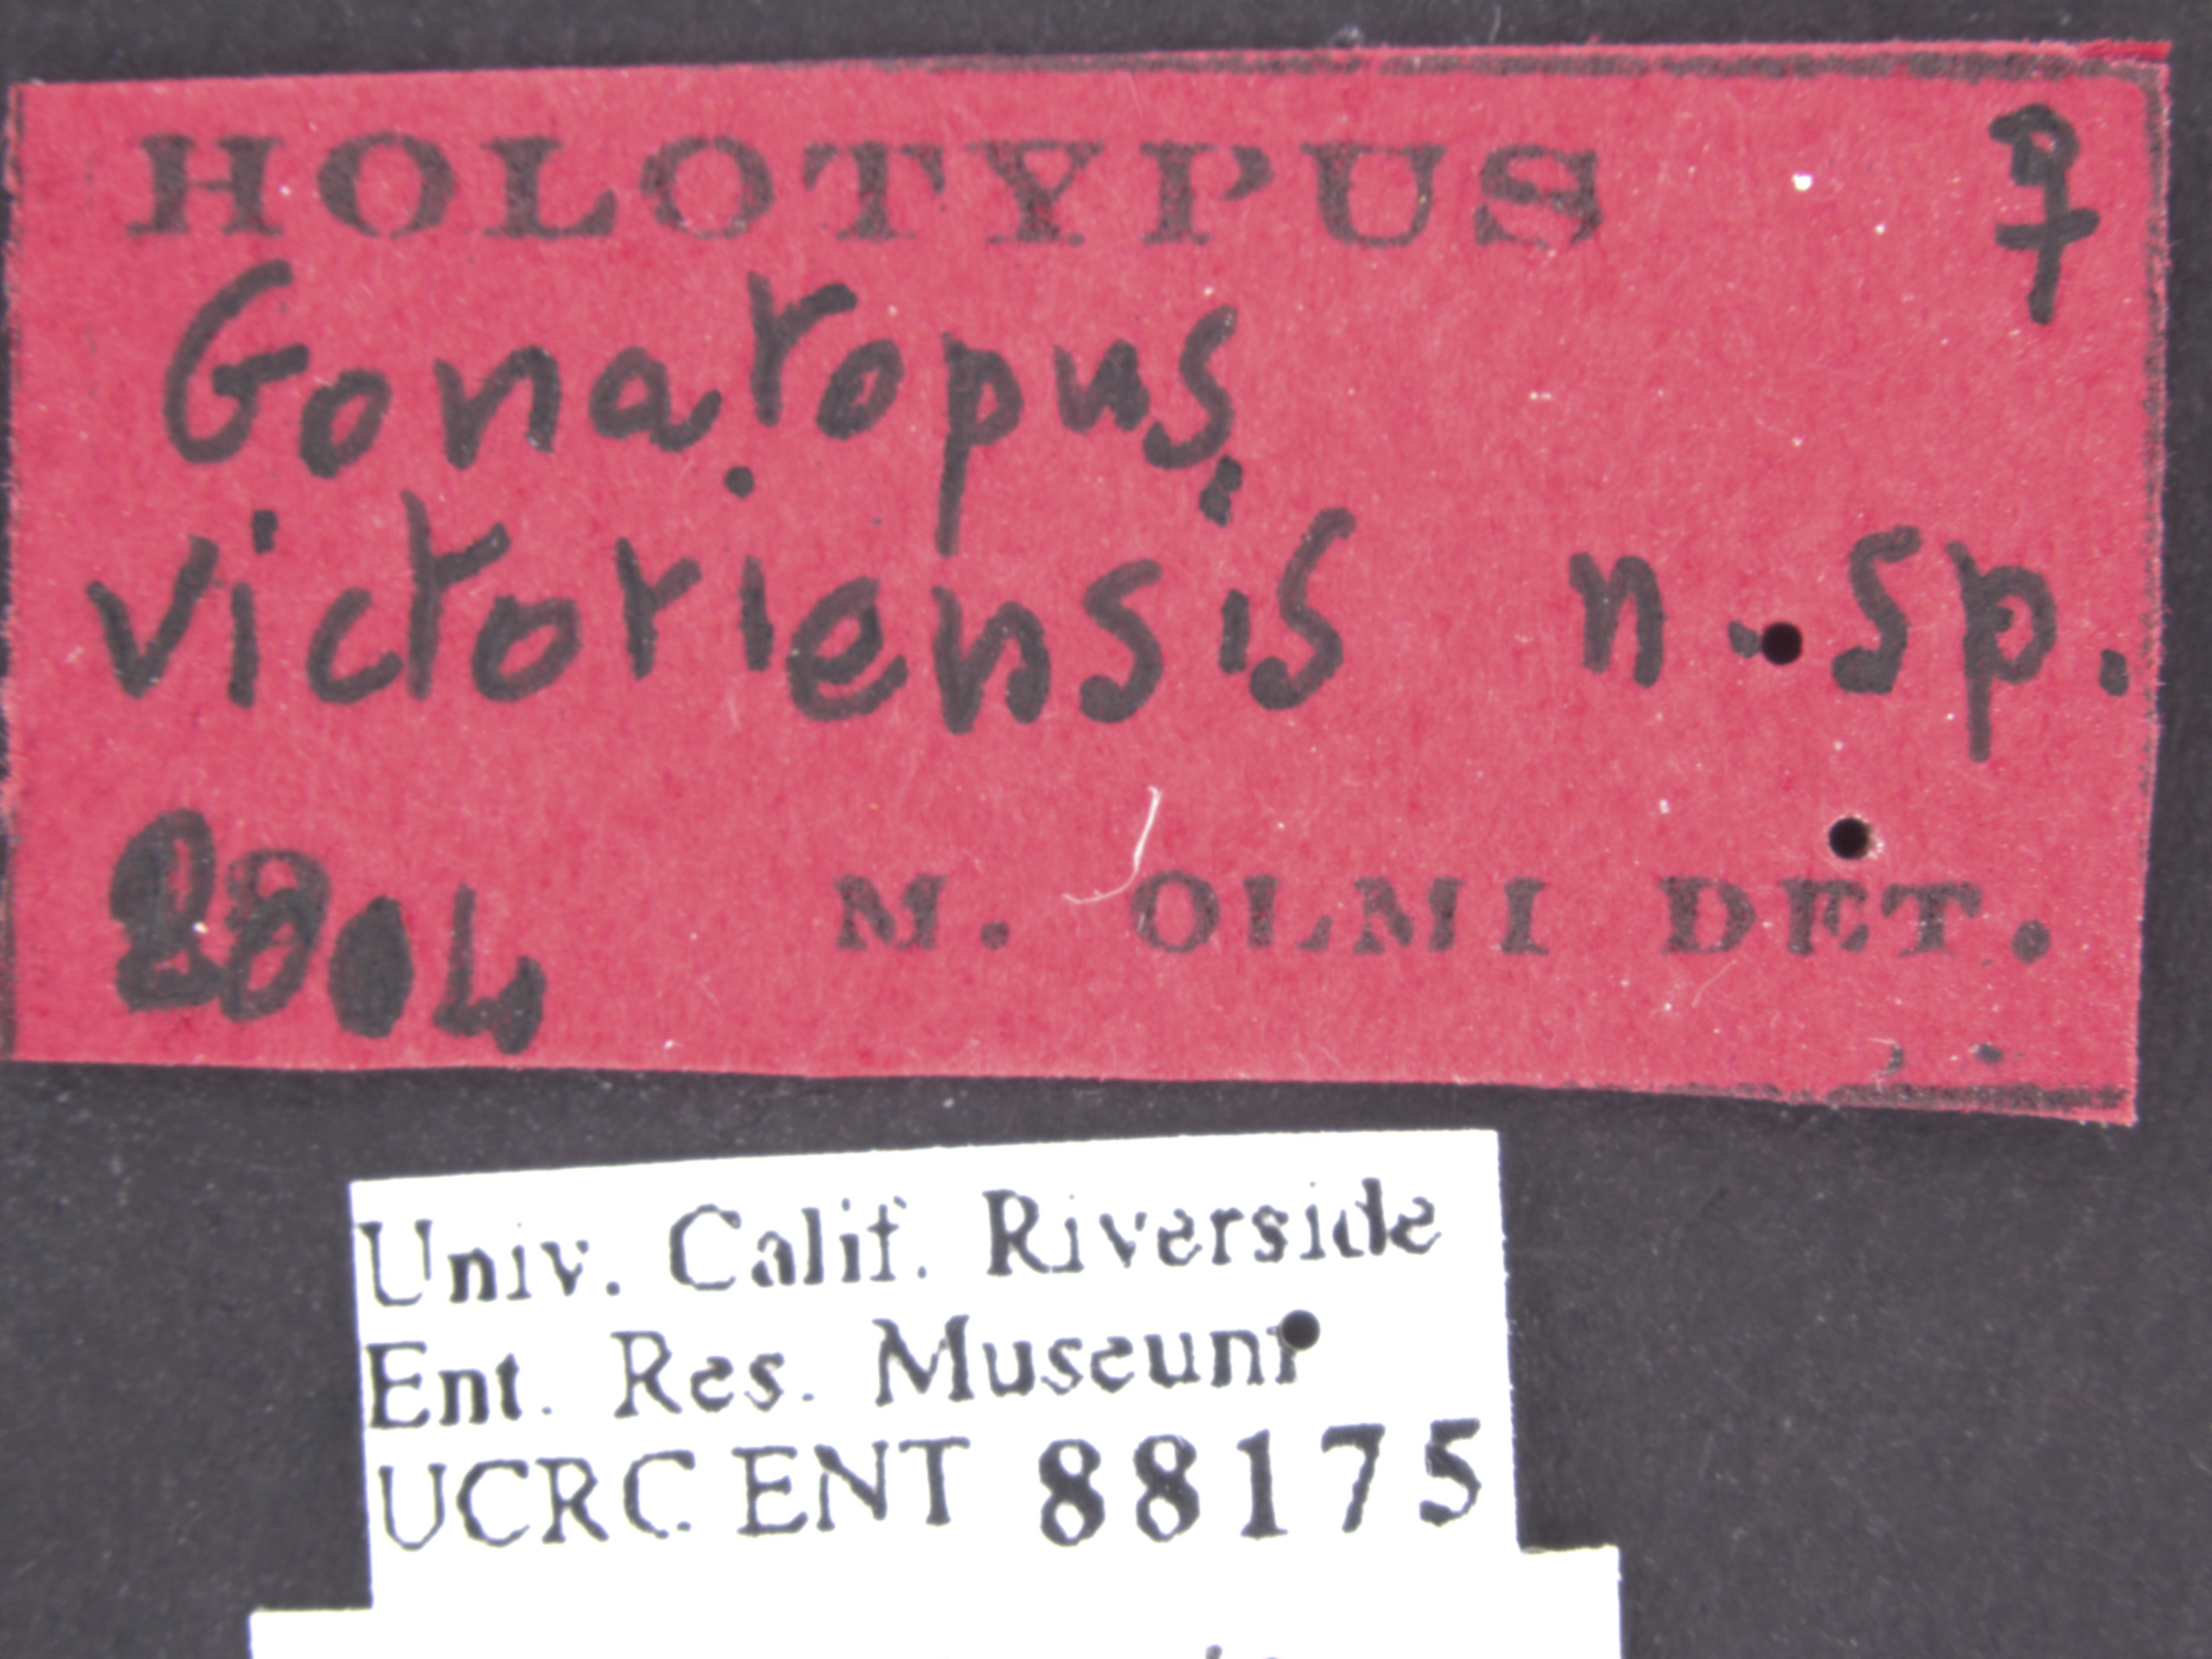 HOLOTYPUS ♀
Gonatopus
victoriensis n. sp.
2004 M. OLMI DET.
Univ. Calif. Riverside
Ent. Res. Museum
UCRC ENT 88175